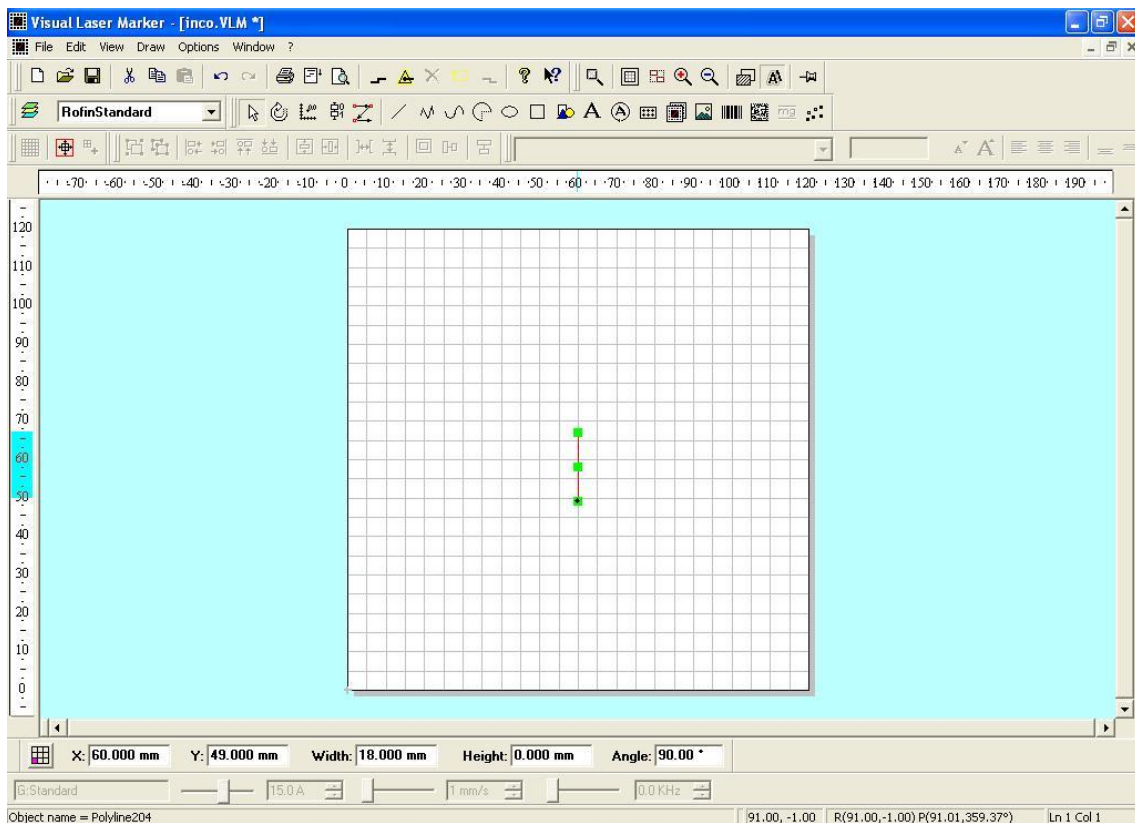 Visual Laser Marker - [inco.VLM *]
File Edit View Draw Options Window ?
RofinStandard
-70 -60 -50 -40 -30 -20 -10 0 10 20 30 40 50 60 70 80 90 100 110 120 130 140 150 160 170 180 190
120
110
100
90
80
70
60
50
40
30
20
10
0
X: 60.000 mm Y: 49.000 mm Width: 18.000 mm Height: 0.000 mm Angle: 90.00 °
G:Standard 15.0 A 1 mm/s 0.0 KHz
Object name = Polyline204 91.00, -1.00 R(91.00,-1.00) P(91.01,359.37°) Ln 1 Col 1